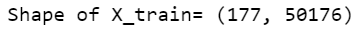 Shape of X_train= (177, 50176)